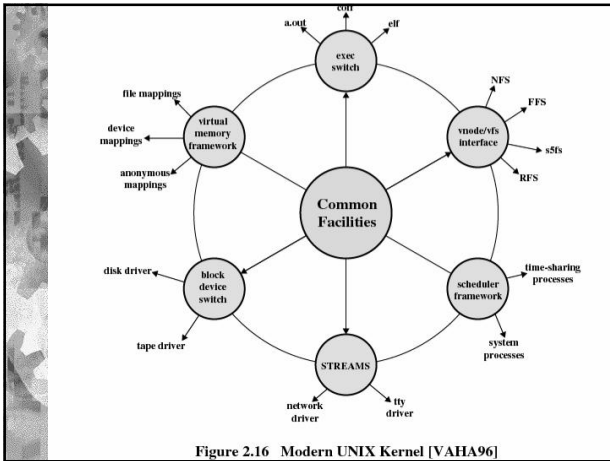 coff
a.out
elf
exec
switch
file mappings
device
mappings
anonymous
mappings
virtual
memory
framework
NFS
FFS
s5fs
RFS
vnode/vfs
interface
Common
Facilities
disk driver
tape driver
block
device
switch
scheduler
framework
time-sharing
processes
system
processes
STREAMS
network
driver
tty
driver
Figure 2.16 Modern UNIX Kernel [VAHA96]